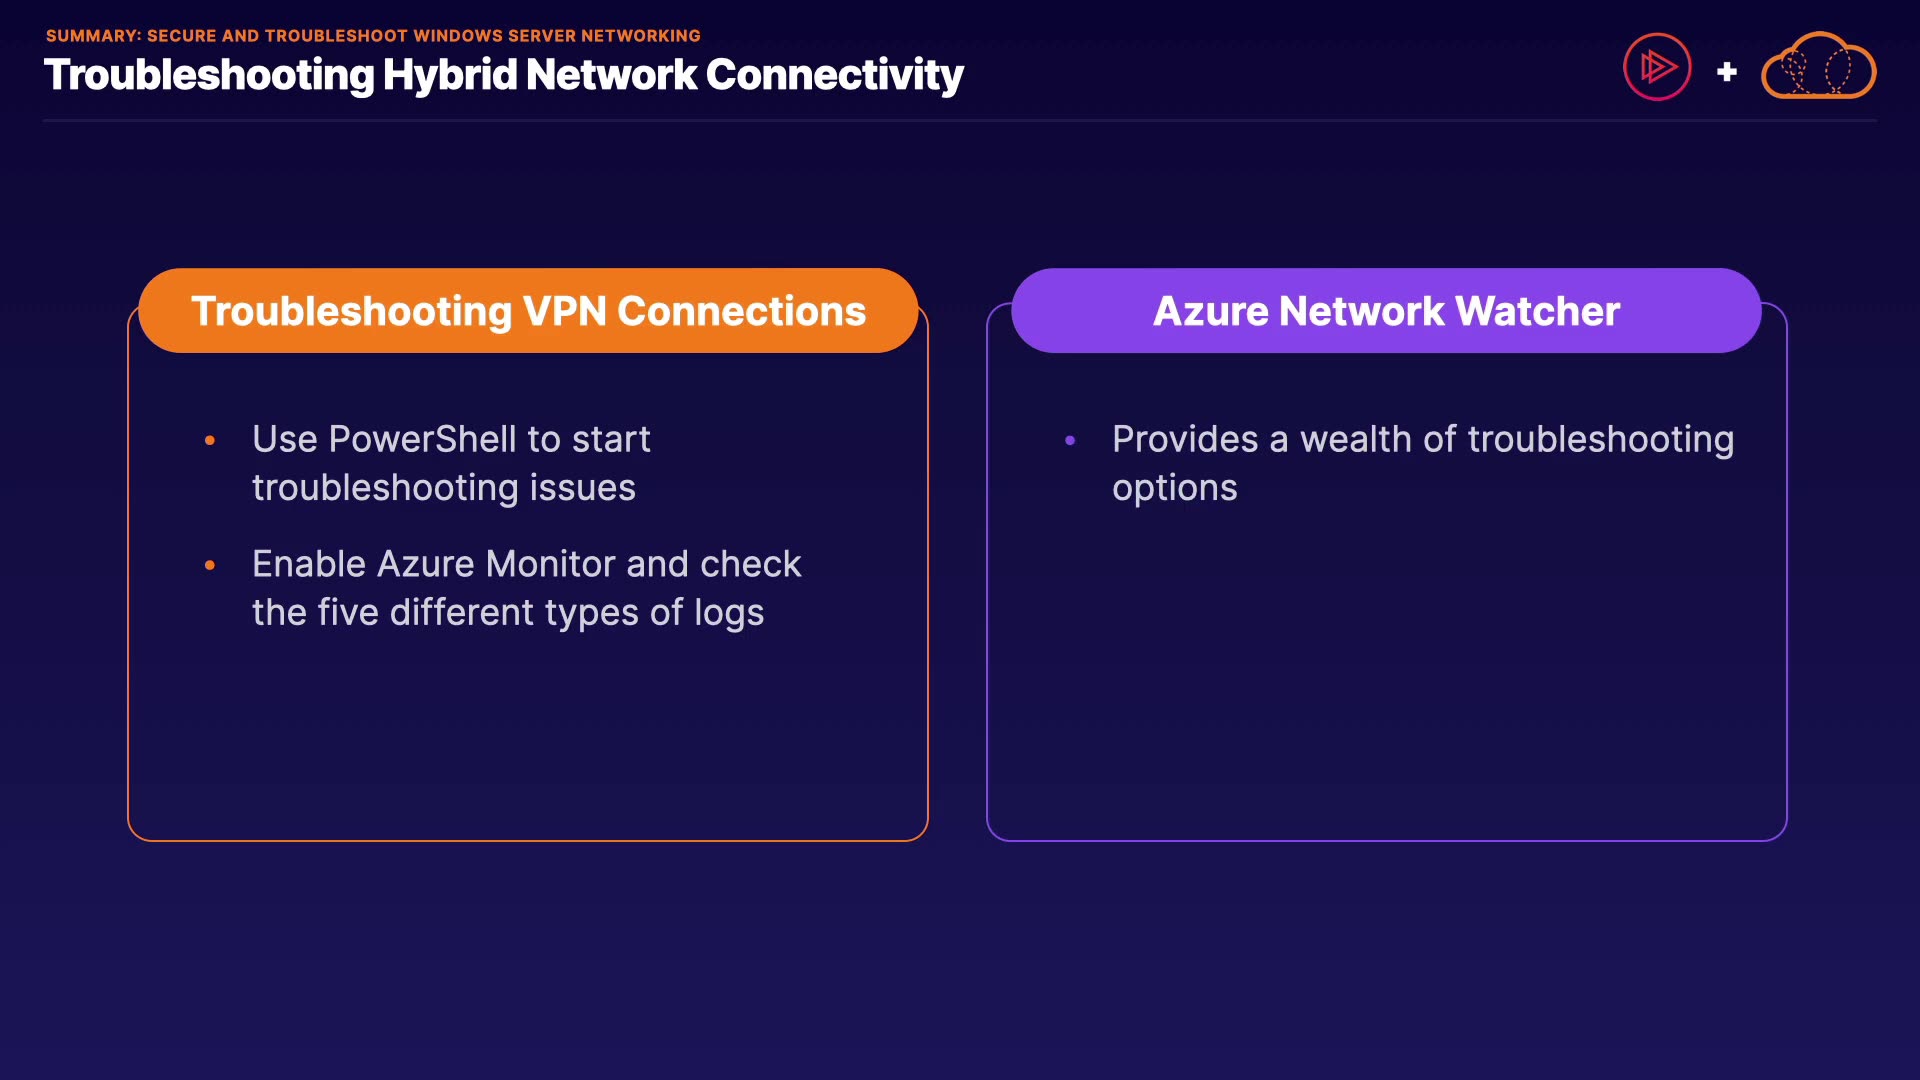 SUMMARY: SECURE AND TROUBLESHOOT WINDOWS SERVER NETWORKING
Troubleshooting Hybrid Network Connectivity
+
Troubleshooting VPN Connections
• Use PowerShell to start
troubleshooting issues
• Enable Azure Monitor and check
the five different types of logs
Azure Network Watcher
• Provides a wealth of troubleshooting
options